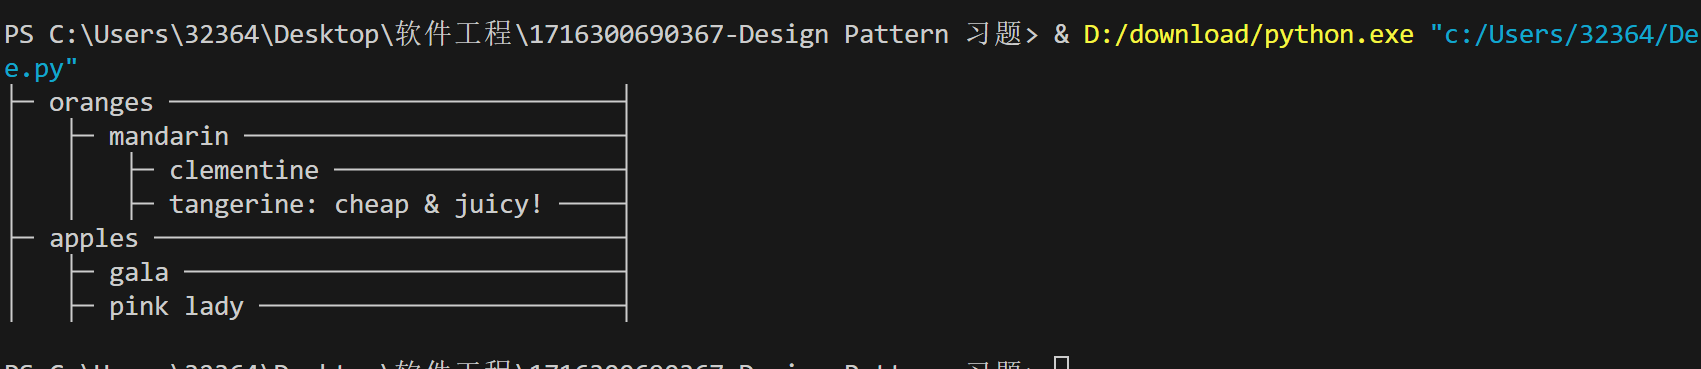 PS C:\Users\32364\Desktop\软件工程\1716300690367-Design Pattern 习题> & D:/download/python.exe "c:/Users/32364/De
e.py"
├─ oranges ──────────────────────────────┤
│   ├─ mandarin ─────────────────────────┤
│   │   ├─ clementine ───────────────────┤
│   │   ├─ tangerine: cheap & juicy! ────┤
├─ apples ───────────────────────────────┤
│   ├─ gala ─────────────────────────────┤
│   ├─ pink lady ────────────────────────┤